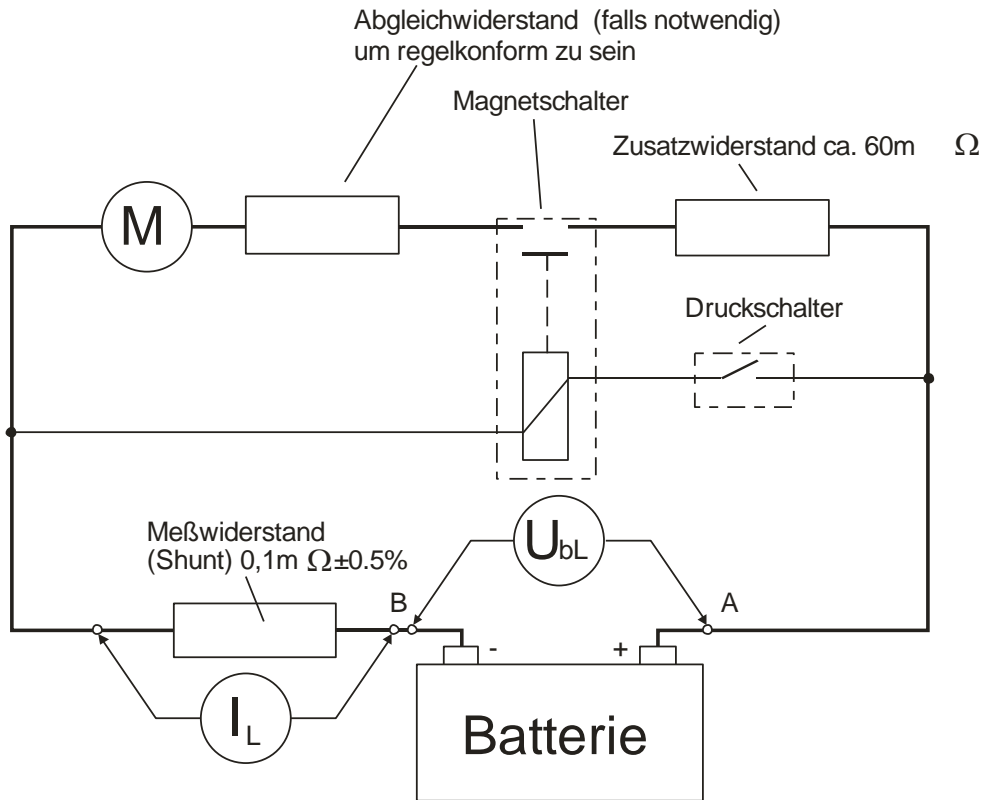 Abgleichwiderstand (falls notwendig)
um regelkonform zu sein
Magnetschalter
Zusatzwiderstand ca. 60m Ω
M
Druckschalter
Meßwiderstand
(Shunt) 0,1m Ω±0.5%
UbL
B
A
-
+
IL
Batterie